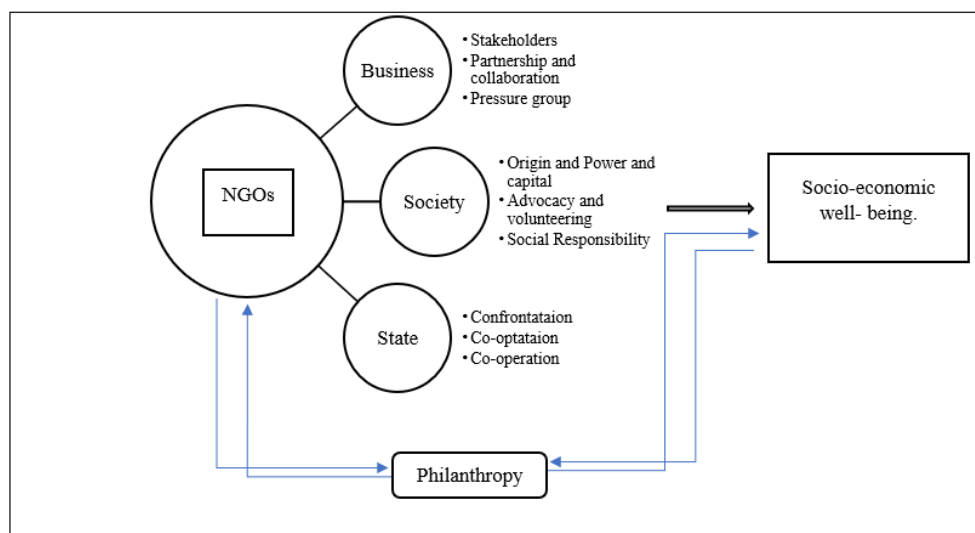 Business
• Stakeholders
• Partnership and
collaboration
• Pressure group
NGOs
Society
• Origin and Power and
capital
• Advocacy and
volunteering
• Social Responsibility
Socio-economic
well- being.
State
• Confrontataion
• Co-optataion
• Co-operation
Philanthropy